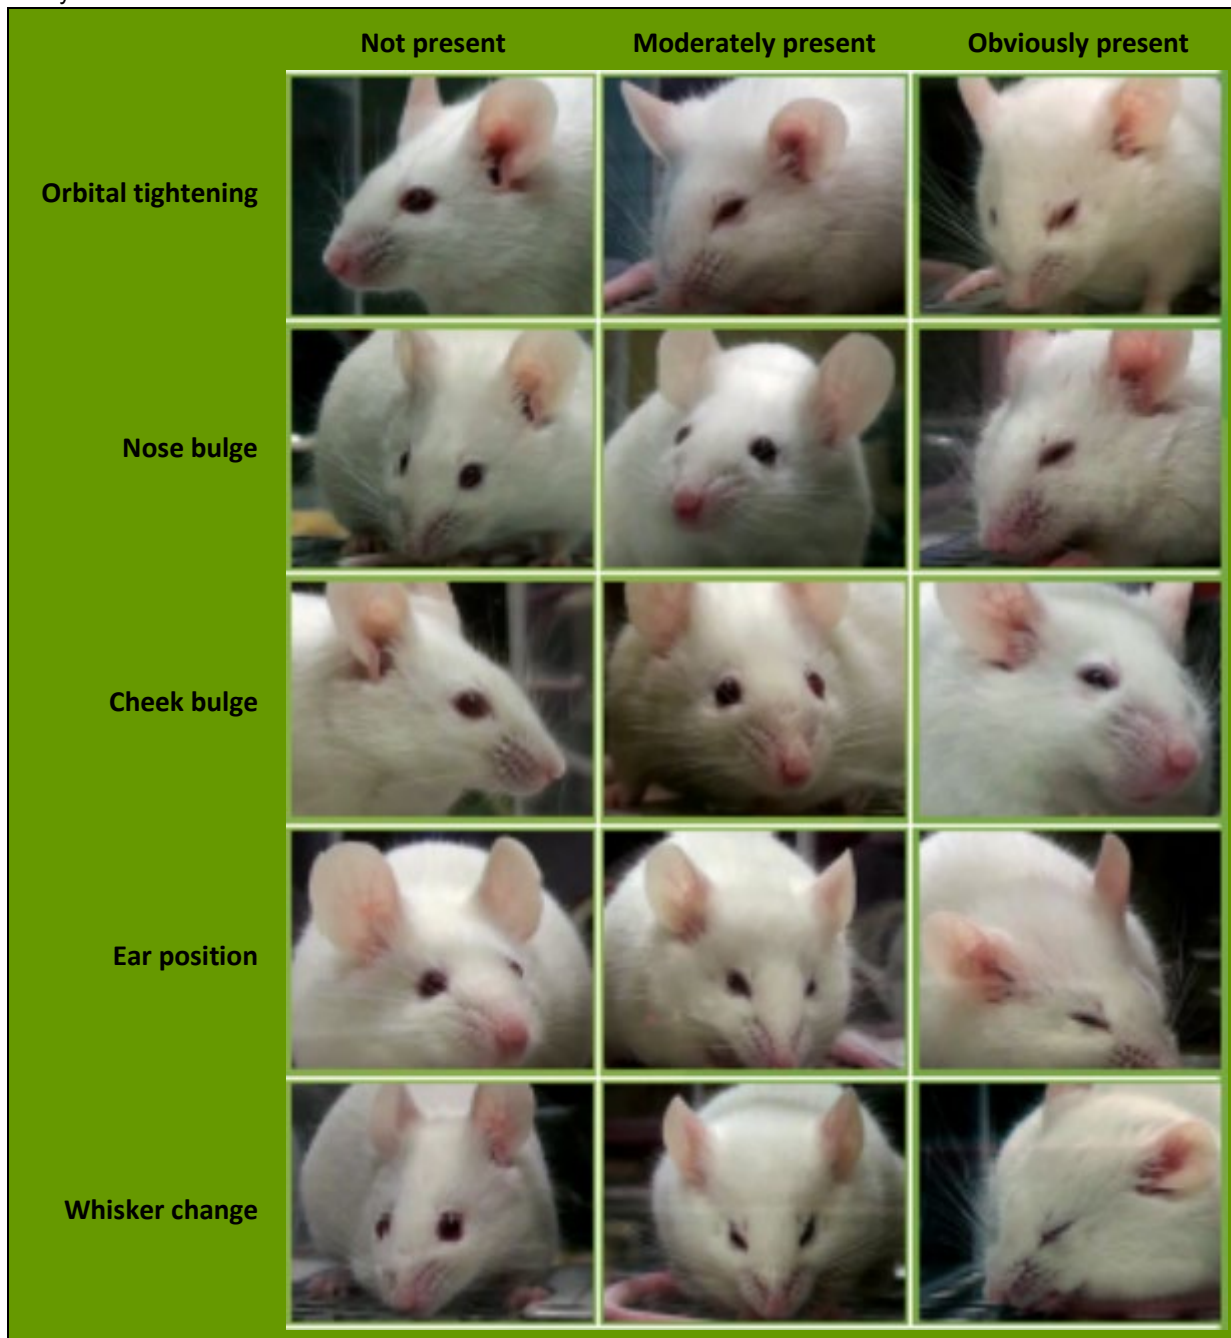 Not present Moderately present Obviously present
Orbital tightening
Nose bulge
Cheek bulge
Ear position
Whisker change